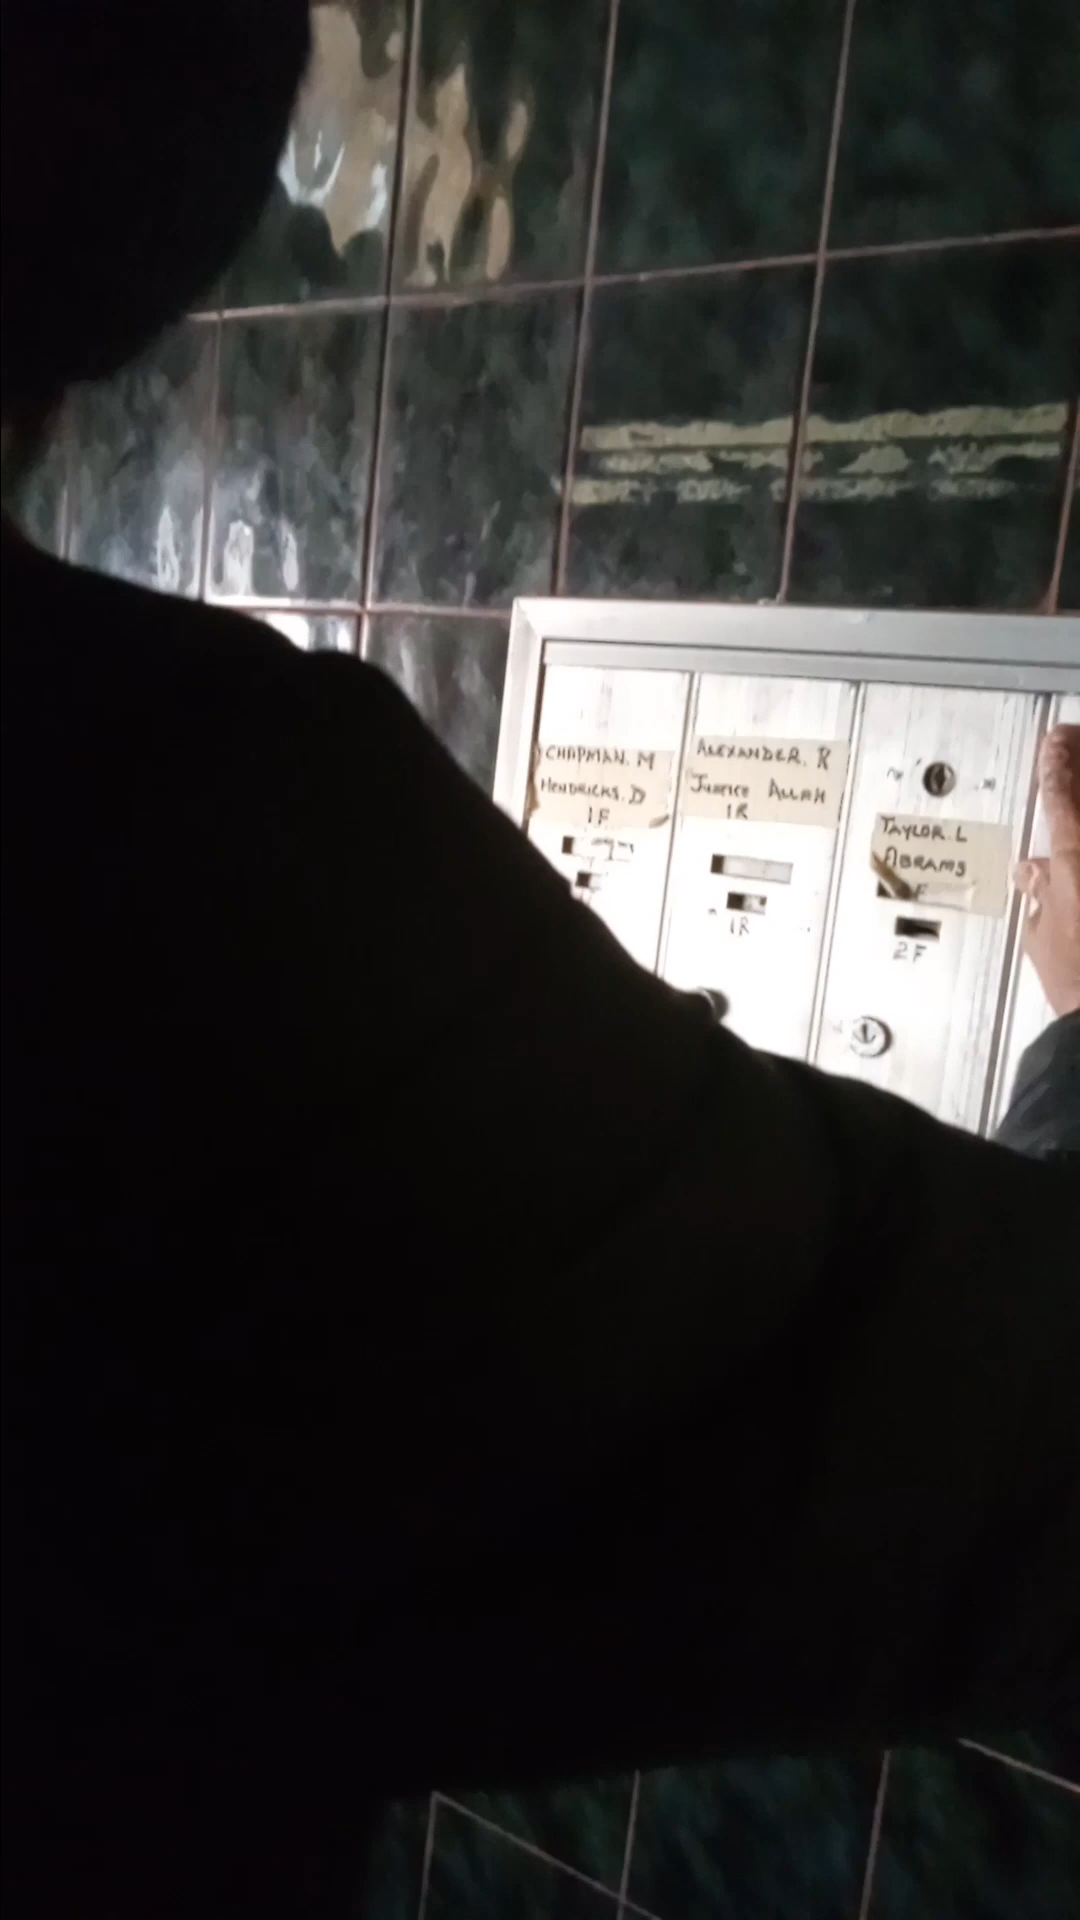 CHAPMAN. M
HENDRICKS. D
1F
ALEXANDER. R
JUSTICE ALLAH
1R
1R
TAYLOR. L
ABRAMS
F
2F